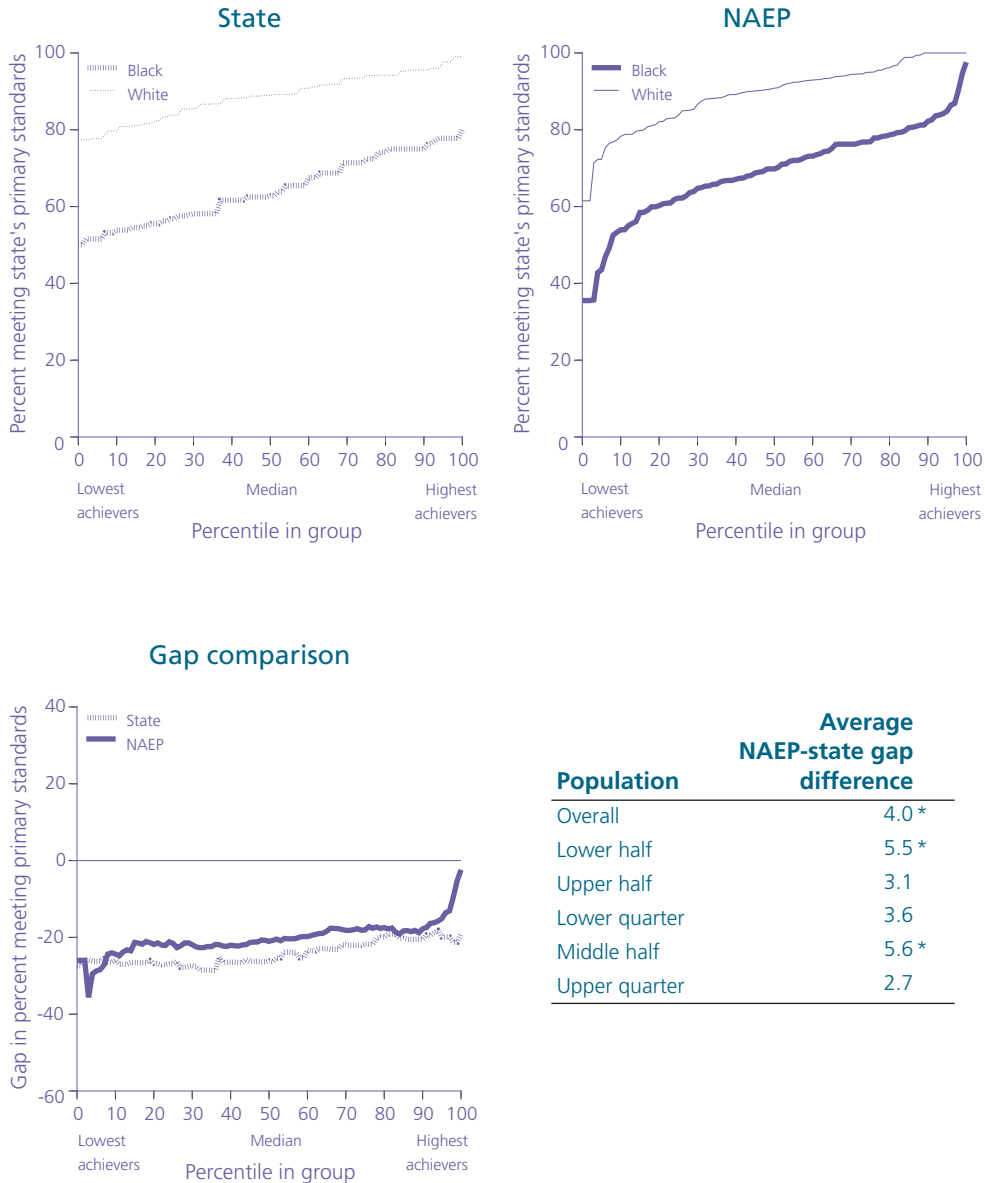 State
Percent meeting state's primary standards
100
80
60
40
20
0
Black
White
0 10 20 30 40 50 60 70 80 90 100
Lowest achievers
Median
Highest achievers
Percentile in group
NAEP
Percent meeting state's primary standards
100
80
60
40
20
0
Black
White
0 10 20 30 40 50 60 70 80 90 100
Lowest achievers
Median
Highest achievers
Percentile in group
Gap comparison
Gap in percent meeting primary standards
40
20
0
-20
-40
-60
State
NAEP
0 10 20 30 40 50 60 70 80 90 100
Lowest achievers
Median
Highest achievers
Percentile in group
Population Average NAEP-state gap difference
Overall 4.0 *
Lower half 5.5 *
Upper half 3.1
Lower quarter 3.6
Middle half 5.6 *
Upper quarter 2.7